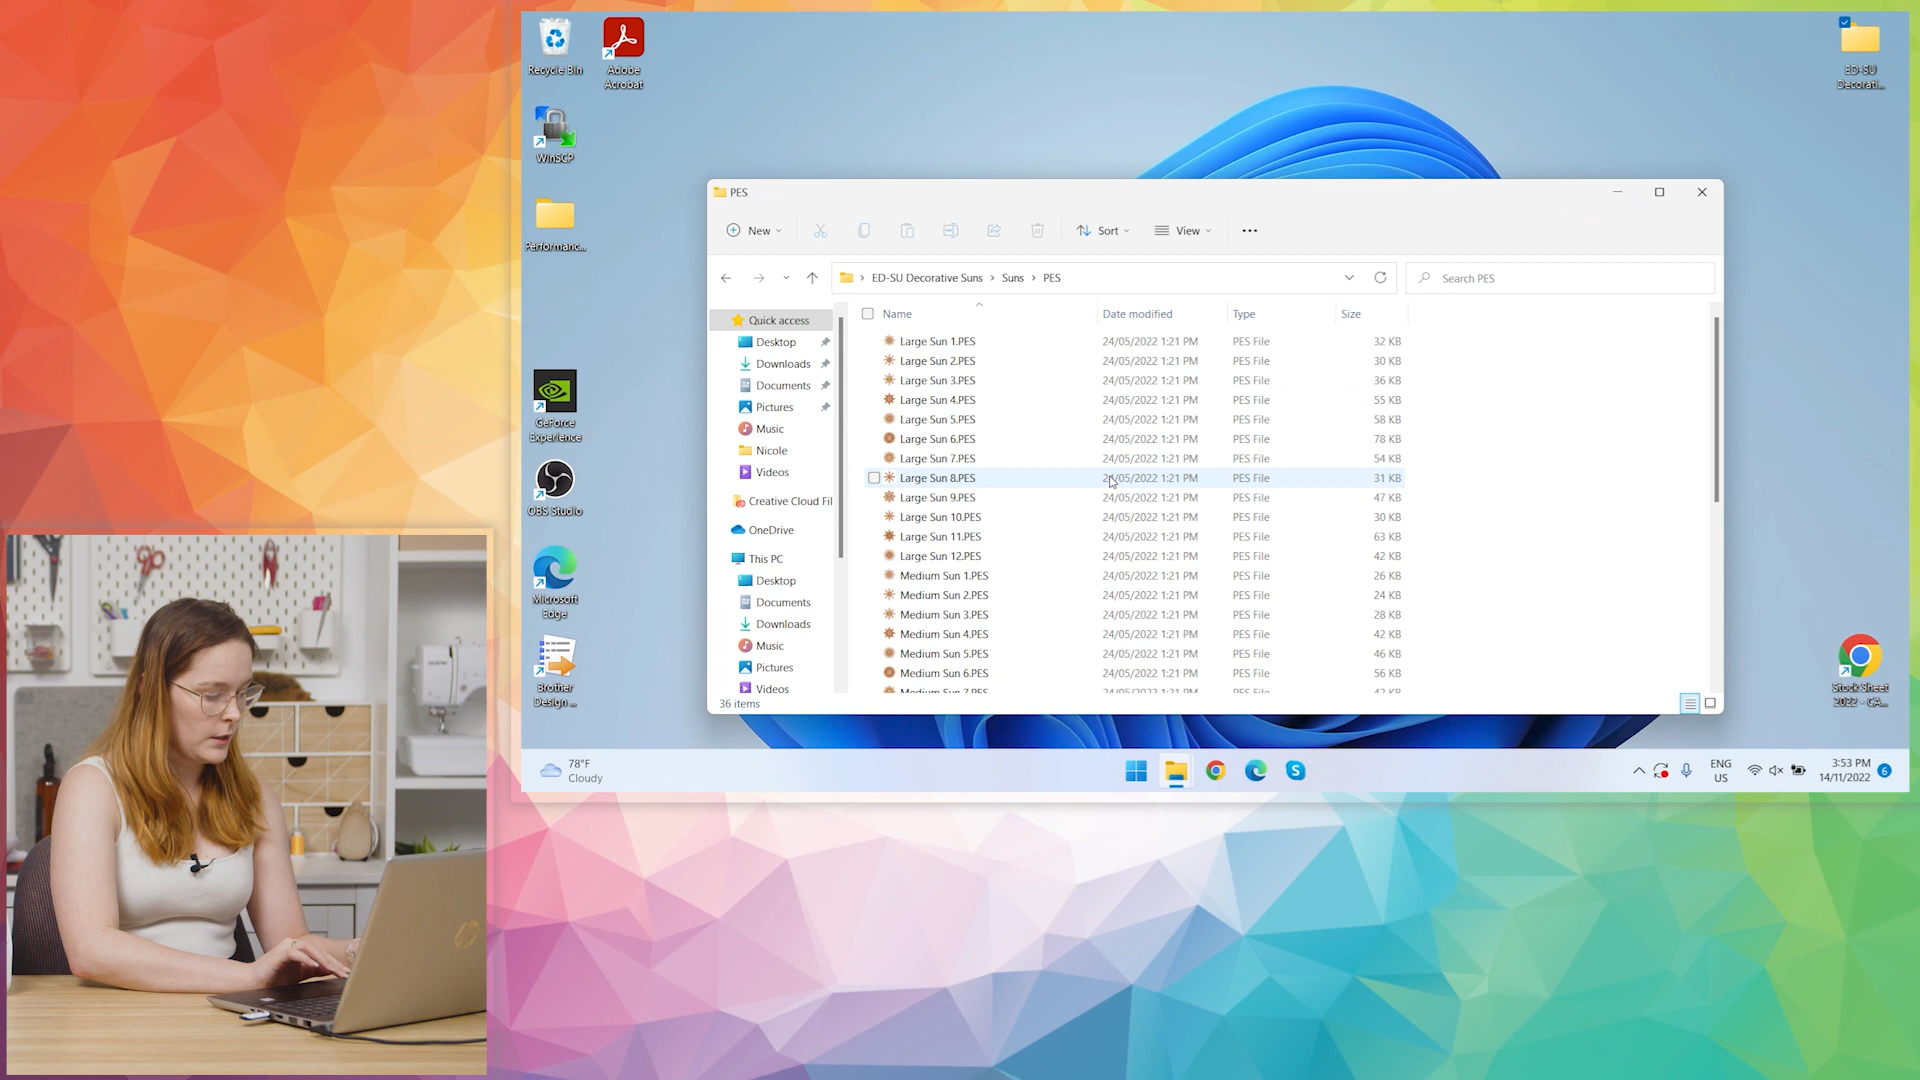 Recycle Bin
Adobe
Acrobat
WinSCP
Performanc...
GeForce
Experience
OBS Studio
Microsoft
Edge
Brother
Design ...
ED-SU
Decorati...
Stock Sheet
2022 - CA...
PES
New
Sort
View
ED-SU Decorative Suns > Suns > PES
Search PES
Quick access
Desktop
Downloads
Documents
Pictures
Music
Nicole
Videos
Creative Cloud Fil
OneDrive
This PC
Desktop
Documents
Downloads
Music
Pictures
Videos
Name Date modified Type Size
Large Sun 1.PES 24/05/2022 1:21 PM PES File 32 KB
Large Sun 2.PES 24/05/2022 1:21 PM PES File 30 KB
Large Sun 3.PES 24/05/2022 1:21 PM PES File 36 KB
Large Sun 4.PES 24/05/2022 1:21 PM PES File 55 KB
Large Sun 5.PES 24/05/2022 1:21 PM PES File 58 KB
Large Sun 6.PES 24/05/2022 1:21 PM PES File 78 KB
Large Sun 7.PES 24/05/2022 1:21 PM PES File 54 KB
Large Sun 8.PES 24/05/2022 1:21 PM PES File 31 KB
Large Sun 9.PES 24/05/2022 1:21 PM PES File 47 KB
Large Sun 10.PES 24/05/2022 1:21 PM PES File 30 KB
Large Sun 11.PES 24/05/2022 1:21 PM PES File 63 KB
Large Sun 12.PES 24/05/2022 1:21 PM PES File 42 KB
Medium Sun 1.PES 24/05/2022 1:21 PM PES File 26 KB
Medium Sun 2.PES 24/05/2022 1:21 PM PES File 24 KB
Medium Sun 3.PES 24/05/2022 1:21 PM PES File 28 KB
Medium Sun 4.PES 24/05/2022 1:21 PM PES File 42 KB
Medium Sun 5.PES 24/05/2022 1:21 PM PES File 46 KB
Medium Sun 6.PES 24/05/2022 1:21 PM PES File 56 KB
Medium Sun 7.PES 24/05/2022 1:21 PM PES File 42 KB
36 items
78°F
Cloudy
ENG
US
3:53 PM
14/11/2022
6